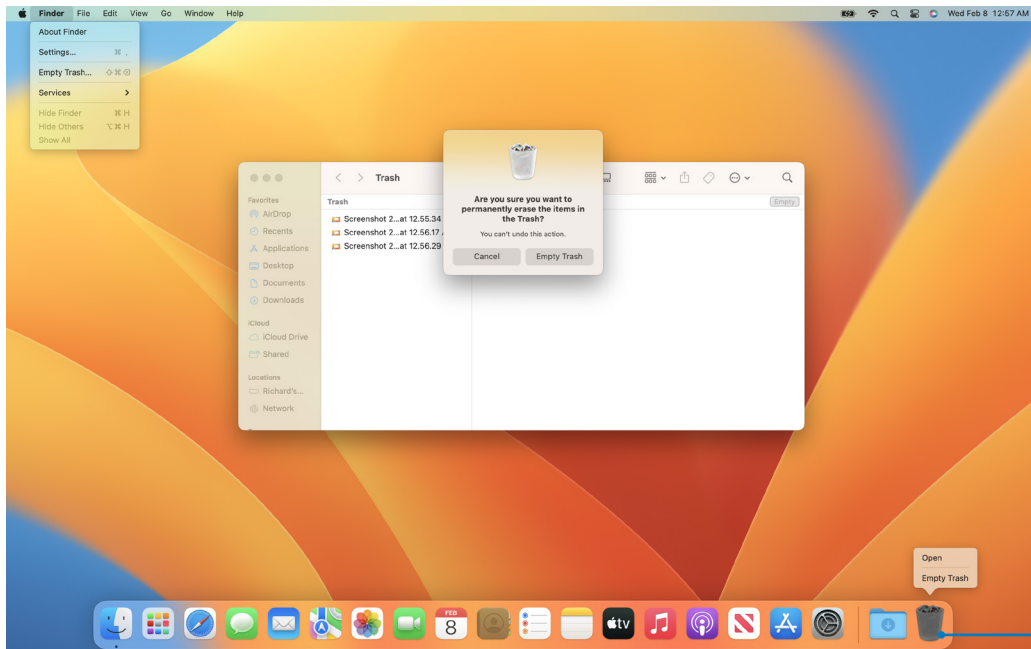 Finder File Edit View Go Window Help
Wed Feb 8 12:57 AM
About Finder
Settings... ⌘ ,
Empty Trash... ⇧ ⌘ ⌫
Services
Hide Finder ⌘ H
Hide Others ⌥ ⌘ H
Show All
Trash
Favorites
AirDrop
Recents
Applications
Desktop
Documents
Downloads
iCloud
iCloud Drive
Shared
Locations
Richard's...
Network
Trash
Empty
Screenshot 2...at 12.55.34
Screenshot 2...at 12.56.17
Screenshot 2...at 12.56.29
Are you sure you want to
permanently erase the items in
the Trash?
You can't undo this action.
Cancel Empty Trash
Open
Empty Trash
FEB
8
tv